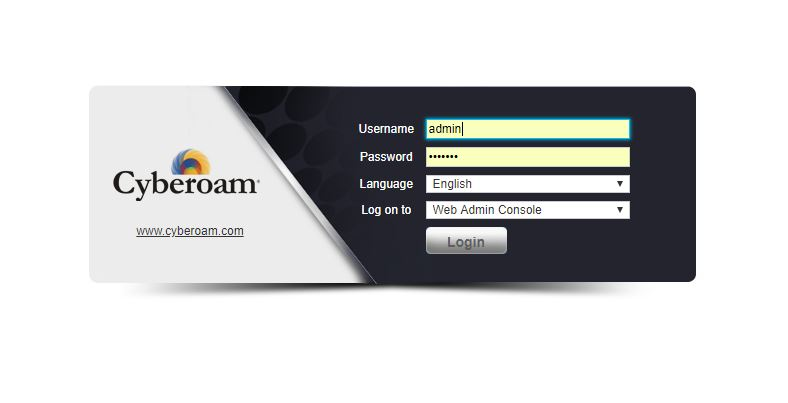 Cyberoam
www.cyberoam.com
Username admin
Password •••••••
Language English
Log on to Web Admin Console
Login